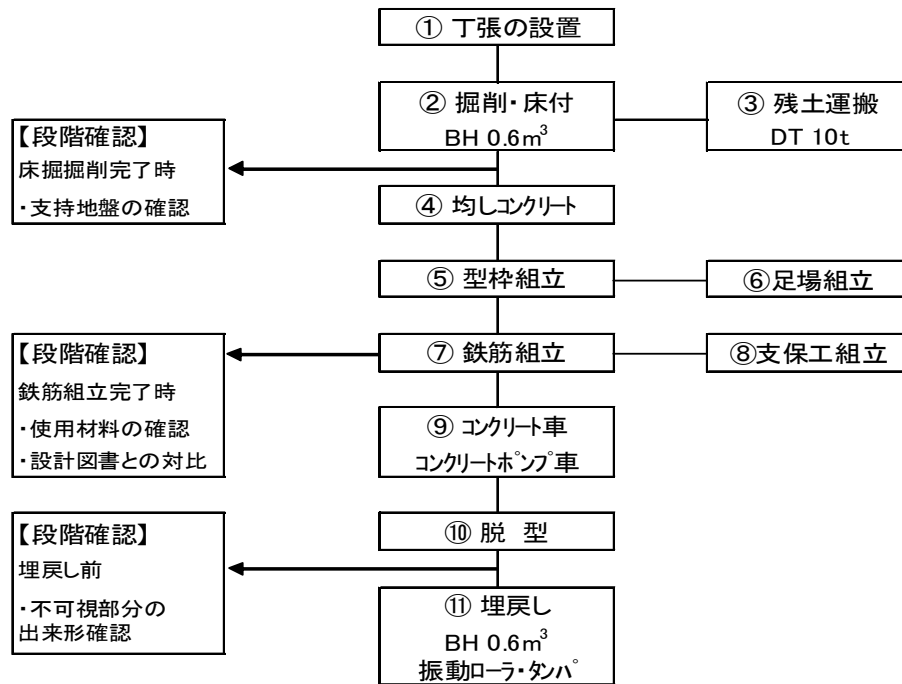 ① 丁張の設置
② 掘削・床付
BH 0.6m³
③ 残土運搬
DT 10t
【段階確認】
床掘掘削完了時
・支持地盤の確認
④ 均しコンクリート
⑤ 型枠組立
⑥足場組立
【段階確認】
鉄筋組立完了時
・使用材料の確認
・設計図書との対比
⑦ 鉄筋組立
⑧支保工組立
⑨ コンクリート車
コンクリートポンプ車
⑩ 脱 型
【段階確認】
埋戻し前
・不可視部分の
出来形確認
⑪ 埋戻し
BH 0.6m³
振動ローラ・タンパ